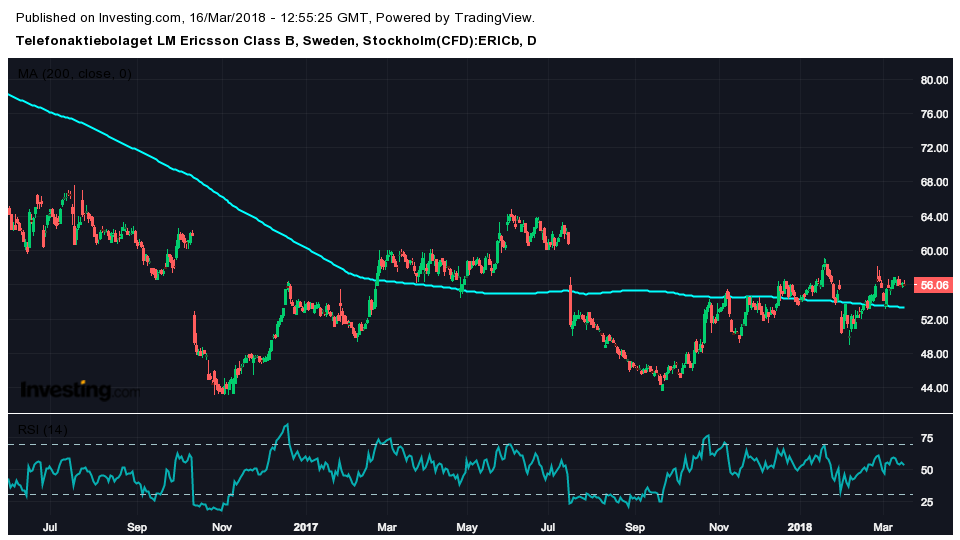 Published on Investing.com, 16/Mar/2018 - 12:55:25 GMT, Powered by TradingView.
Telefonaktiebolaget LM Ericsson Class B, Sweden, Stockholm(CFD):ERICb, D
MA (200, close, 0)
80.00
76.00
72.00
68.00
64.00
60.00
56.06
52.00
48.00
44.00
Investing.com
RSI (14)
75
50
25
Jul Sep Nov 2017 Mar May Jul Sep Nov 2018 Mar